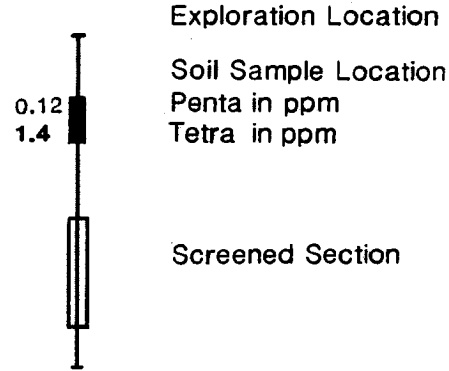 Exploration Location
Soil Sample Location
0.12 Penta in ppm
1.4 Tetra in ppm
Screened Section